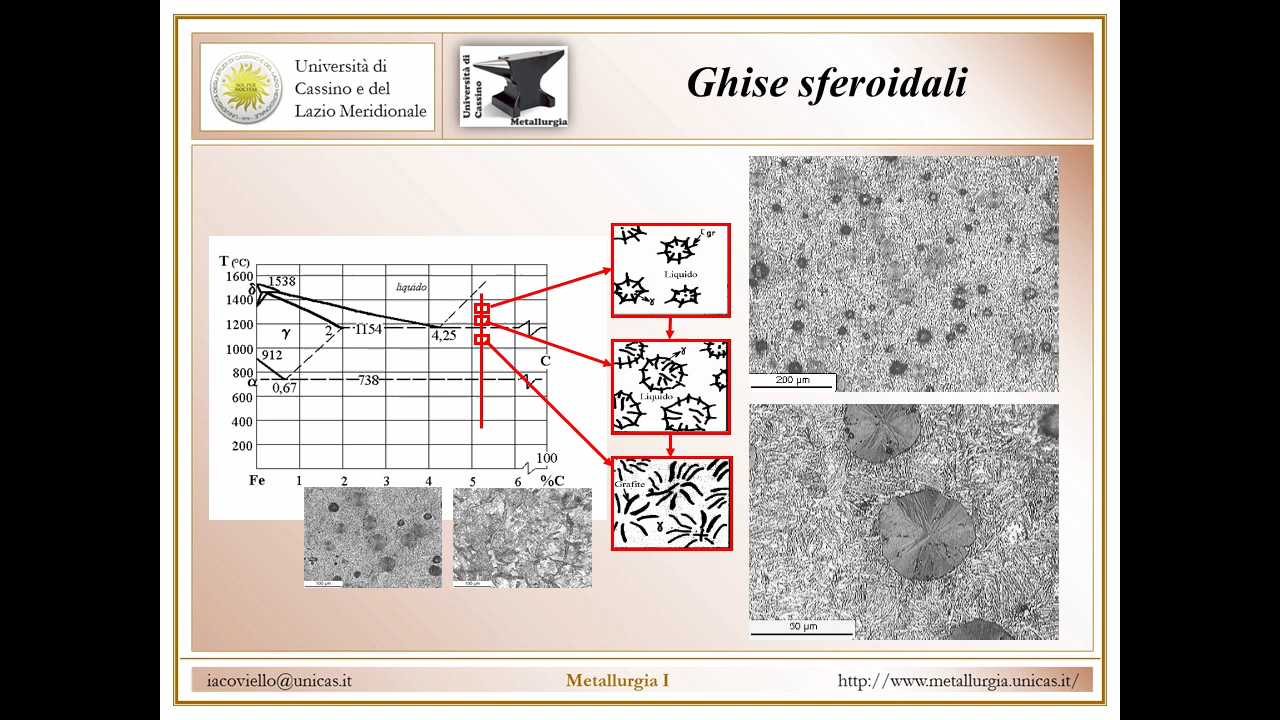 Università di
Cassino e del
Lazio Meridionale
Università di
Cassino
Metallurgia
Ghise sferoidali
T (°C)
1600
1538
δ
1400
liquido
1200
γ
2
1154
4,25
1000
912
C
800
α
0,67
738
600
400
200
100
Fe
1
2
3
4
5
6
%C
C gr
Liquido
γ
γ
Liquido
Grafite
γ
100 µm
100 µm
200 µm
50 µm
iacoviello@unicas.it
Metallurgia I
http://www.metallurgia.unicas.it/